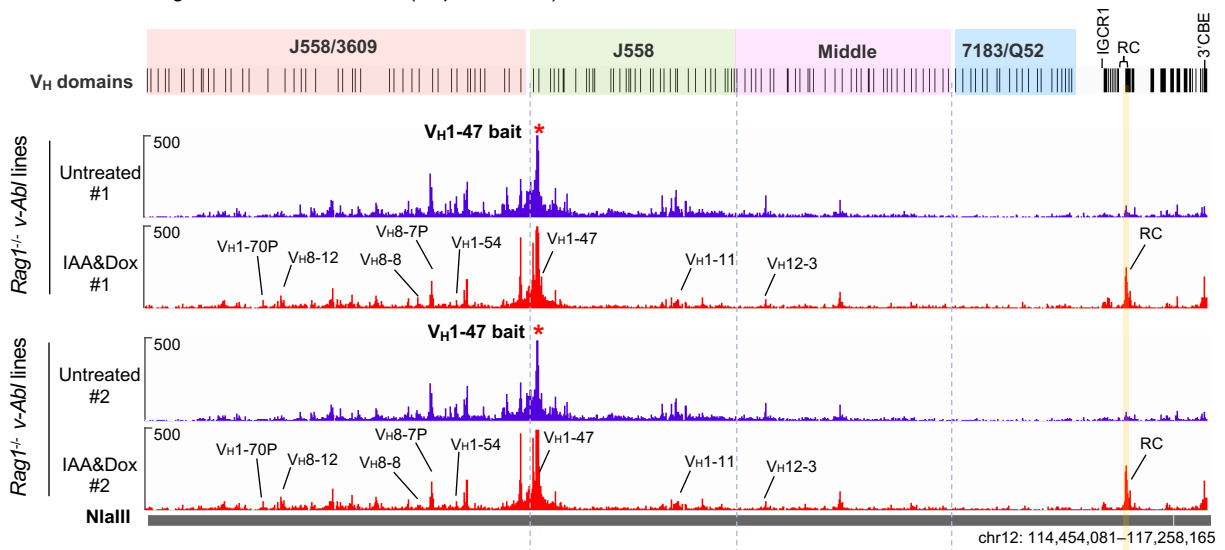 J558/3609
J558
Middle
7183/Q52
IGCR1
RC
3'CBE
VH domains
VH1-47 bait *
Rag1-/- v-Abl lines
Untreated
#1
500
IAA&Dox
#1
500
VH1-70P
VH8-12
VH8-8
VH8-7P
VH1-54
VH1-47
VH1-11
VH12-3
RC
VH1-47 bait *
Rag1-/- v-Abl lines
Untreated
#2
500
IAA&Dox
#2
500
VH1-70P
VH8-12
VH8-8
VH8-7P
VH1-54
VH1-47
VH1-11
VH12-3
RC
NlaIII
chr12: 114,454,081–117,258,165